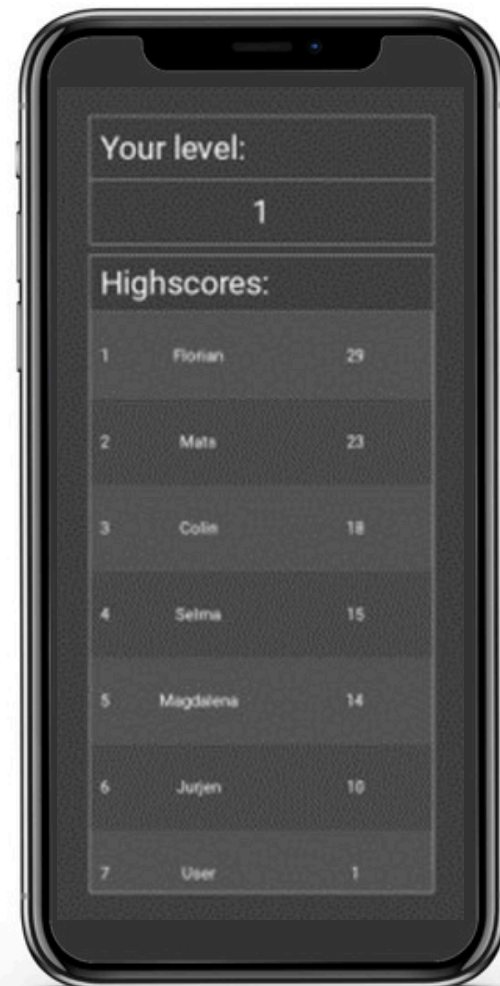 Your level:
1
Highscores:
1 Florian 29
2 Mats 23
3 Colin 18
4 Selma 15
5 Magdalena 14
6 Jurjen 10
7 User 1